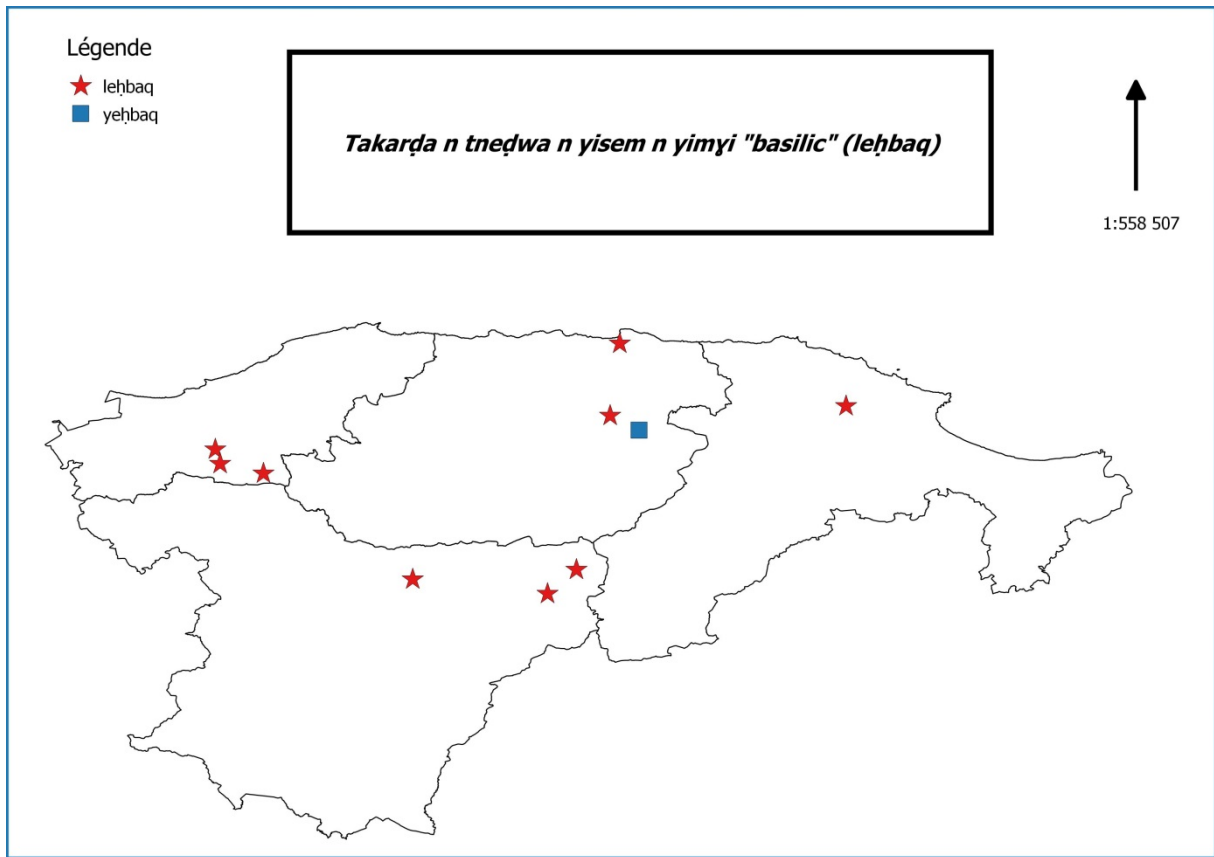 Légende
leḥbaq
yeḥbaq
Takarḍa n tneḍwa n yisem n yimɣi "basilic" (leḥbaq)
1:558 507